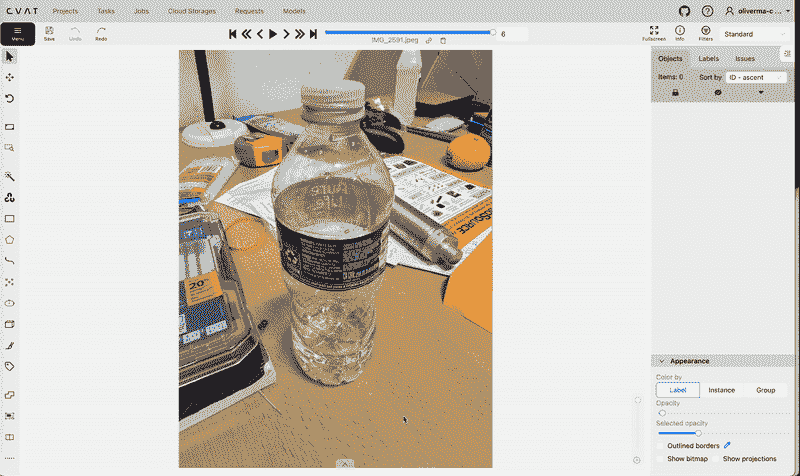 CVAT
Projects
Tasks
Jobs
Cloud Storages
Requests
Models
oliverma-c ...
Menu
Save
Undo
Redo
IMG_2591.jpeg
6
Fullscreen
Info
Filters
Standard
Objects
Labels
Issues
Items: 0
Sort by
ID - ascent
20
Appearance
Color by
Label
Instance
Group
Opacity
Selected opacity
Outlined borders
Show bitmap
Show projections